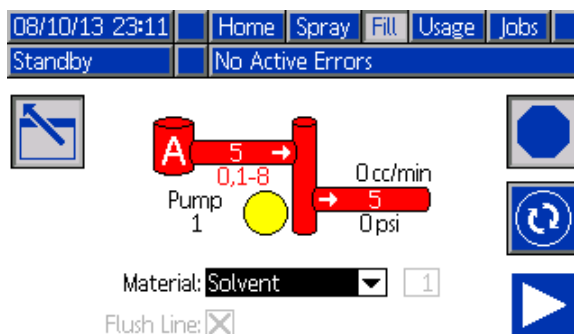 08/10/13 23:11 Home Spray Fill Usage Jobs
Standby No Active Errors
A 5
0,1-8
0 cc/min
Pump
1
5
0 psi
Material: Solvent 1
Flush Line: